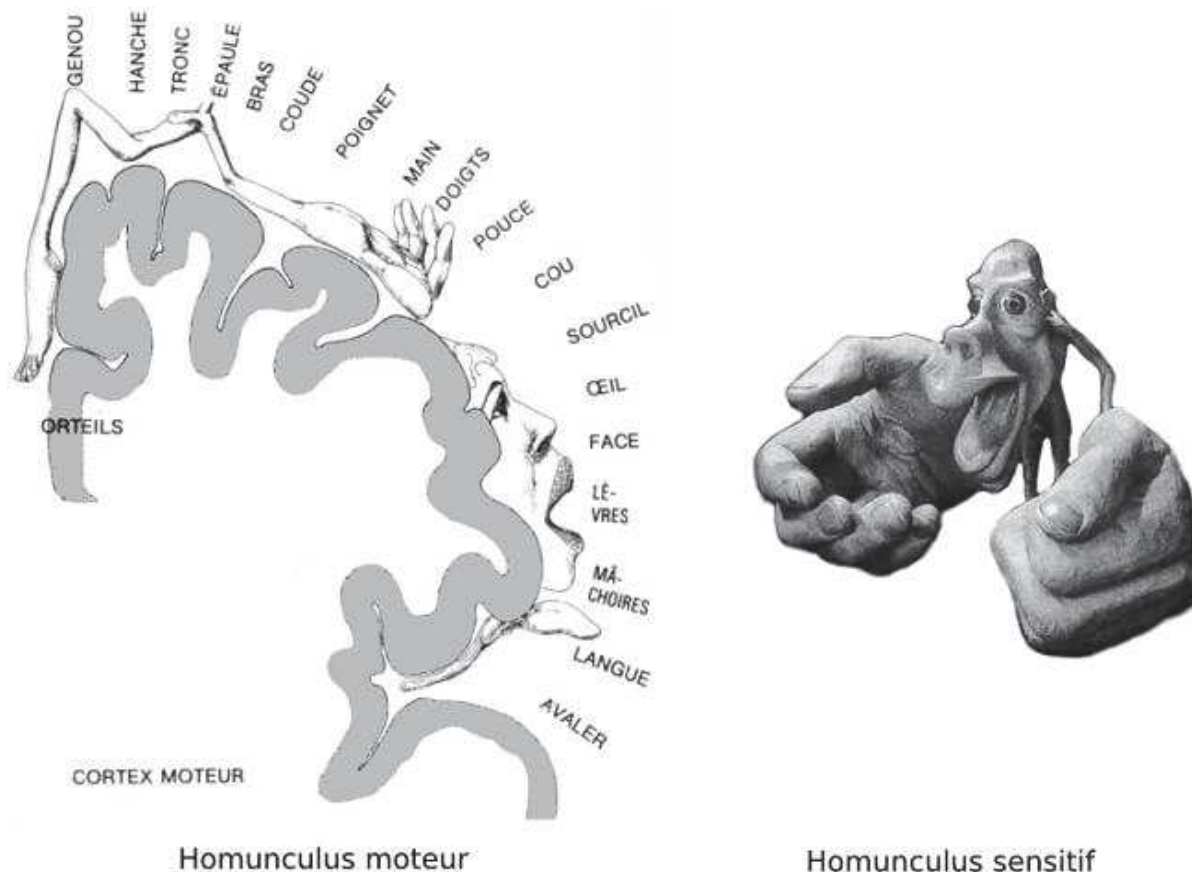 GENOU
HANCHE
TRONC
ÉPAULE
BRAS
COUDE
POIGNET
MAIN
DOIGTS
POUCE
COU
SOURCIL
ŒIL
FACE
LÈ-
VRES
MÂ-
CHOIRES
LANGUE
AVALER
ORTEILS
CORTEX MOTEUR
Homunculus moteur
Homunculus sensitif